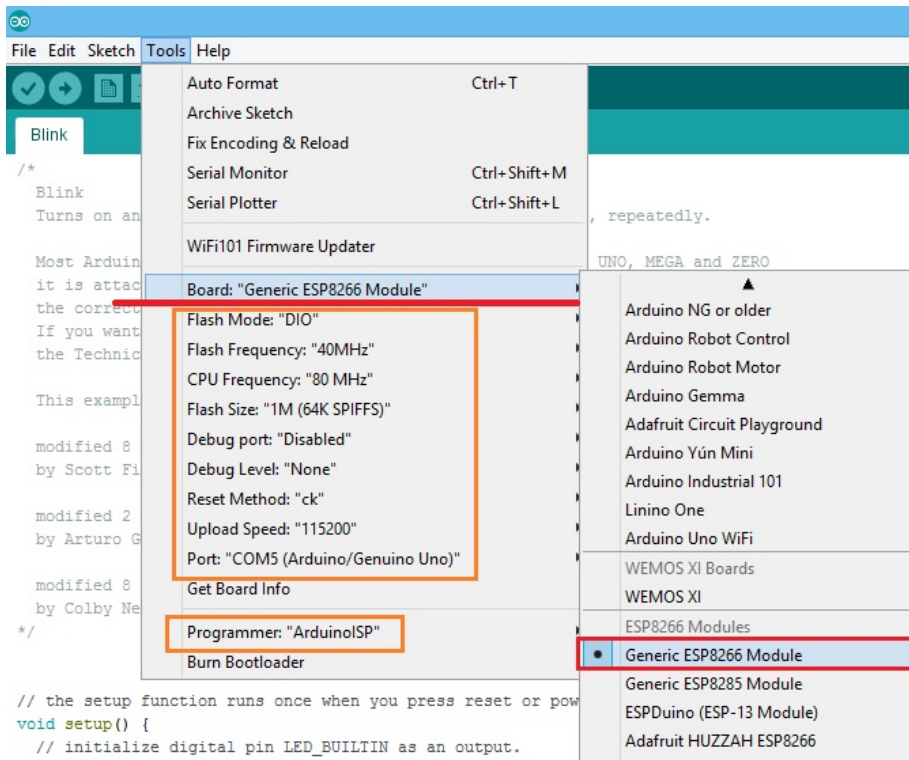 File Edit Sketch Tools Help
Auto Format Ctrl+T
Archive Sketch
Fix Encoding & Reload
Serial Monitor Ctrl+Shift+M
Serial Plotter Ctrl+Shift+L
WiFi101 Firmware Updater
Board: "Generic ESP8266 Module"
Flash Mode: "DIO"
Flash Frequency: "40MHz"
CPU Frequency: "80 MHz"
Flash Size: "1M (64K SPIFFS)"
Debug port: "Disabled"
Debug Level: "None"
Reset Method: "ck"
Upload Speed: "115200"
Port: "COM5 (Arduino/Genuino Uno)"
Get Board Info
Programmer: "ArduinoISP"
Burn Bootloader
Arduino NG or older
Arduino Robot Control
Arduino Robot Motor
Arduino Gemma
Adafruit Circuit Playground
Arduino Yún Mini
Arduino Industrial 101
Linino One
Arduino Uno WiFi
WEMOS XI Boards
WEMOS XI
ESP8266 Modules
Generic ESP8266 Module
Generic ESP8285 Module
ESPDuino (ESP-13 Module)
Adafruit HUZZAH ESP8266
Blink
/*
Blink
Turns on an , repeatedly.
Most Arduin UNO, MEGA and ZERO
it is attac
the correct
If you want
the Technic
This exampl
modified 8
by Scott Fi
modified 2
by Arturo G
modified 8
by Colby Ne
*/
// the setup function runs once when you press reset or pow
void setup() {
// initialize digital pin LED_BUILTIN as an output.